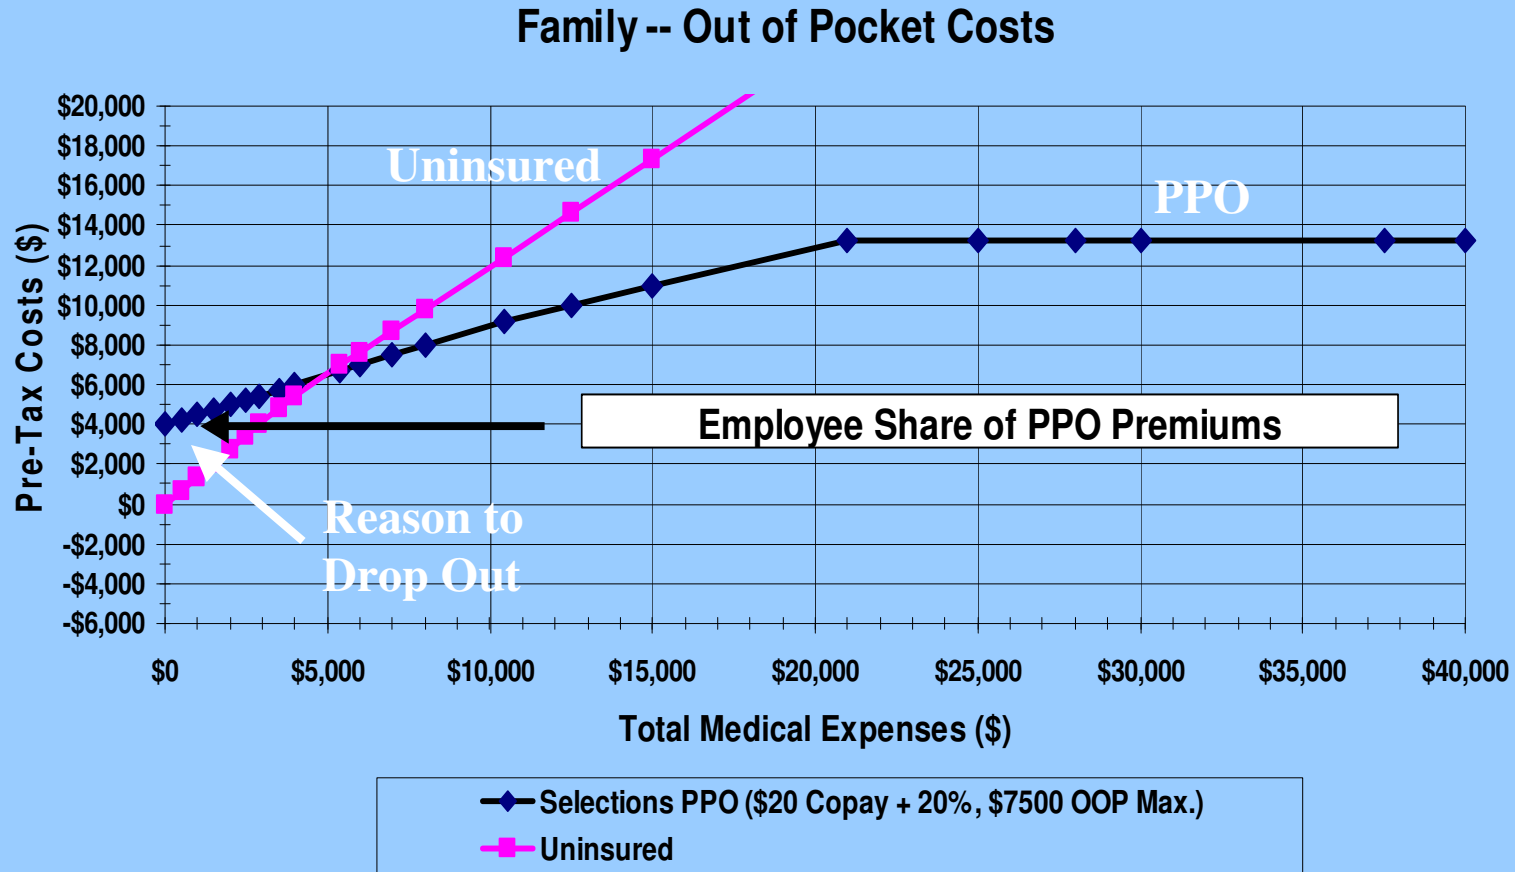 Family -- Out of Pocket Costs
Pre-Tax Costs ($)
$20,000
$18,000
$16,000
$14,000
$12,000
$10,000
$8,000
$6,000
$4,000
$2,000
$0
-$2,000
-$4,000
-$6,000
Uninsured
PPO
Employee Share of PPO Premiums
Reason to
Drop Out
$0 $5,000 $10,000 $15,000 $20,000 $25,000 $30,000 $35,000 $40,000
Total Medical Expenses ($)
Selections PPO ($20 Copay + 20%, $7500 OOP Max.)
Uninsured